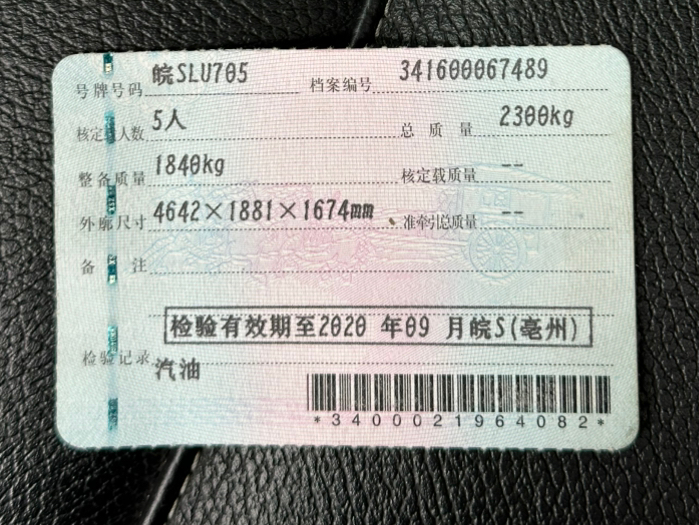 号牌号码 皖SLU705 档案编号 341600067489
核定 人数 5人 总质量 2300kg
整备质量 1840kg 核定载质量 --
外廓尺寸 4642×1881×1674mm 准牵引总质量 --
备注
检验有效期至2020 年09 月皖S(亳州)
检验记录
汽油
*3400021964082*